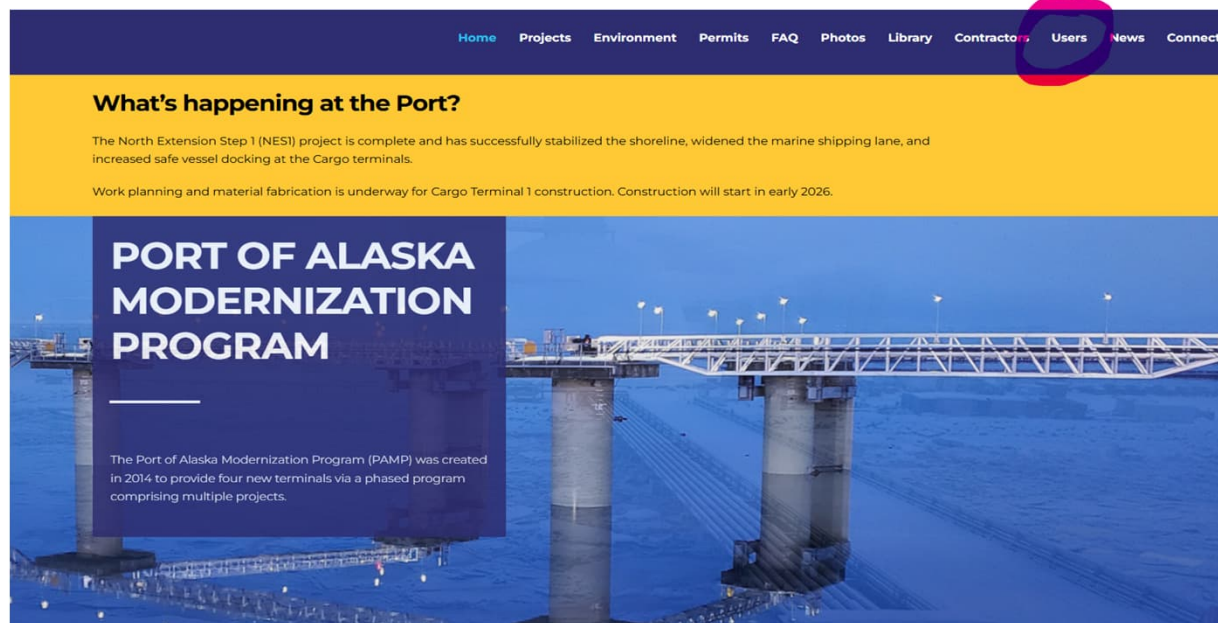 Home Projects Environment Permits FAQ Photos Library Contractors Users News Connect
What's happening at the Port?
The North Extension Step 1 (NES1) project is complete and has successfully stabilized the shoreline, widened the marine shipping lane, and
increased safe vessel docking at the Cargo terminals.
Work planning and material fabrication is underway for Cargo Terminal 1 construction. Construction will start in early 2026.
PORT OF ALASKA
MODERNIZATION
PROGRAM
The Port of Alaska Modernization Program (PAMP) was created
in 2014 to provide four new terminals via a phased program
comprising multiple projects.